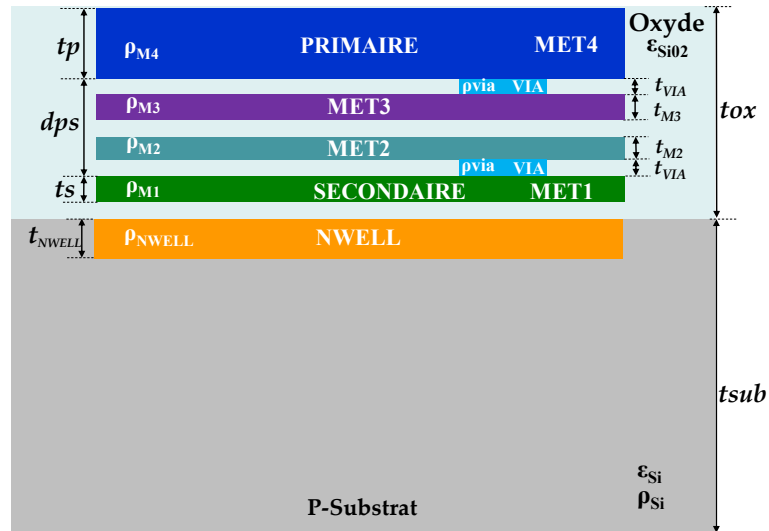 tp
ρM4
PRIMAIRE
MET4
Oxyde
εSi02
ρvia VIA
tVIA
dps
ρM3
MET3
tM3
tox
ρM2
MET2
tM2
ρvia VIA
tVIA
ts
ρM1
SECONDAIRE
MET1
tNWELL
ρNWELL
NWELL
tsub
εSi
ρSi
P-Substrat